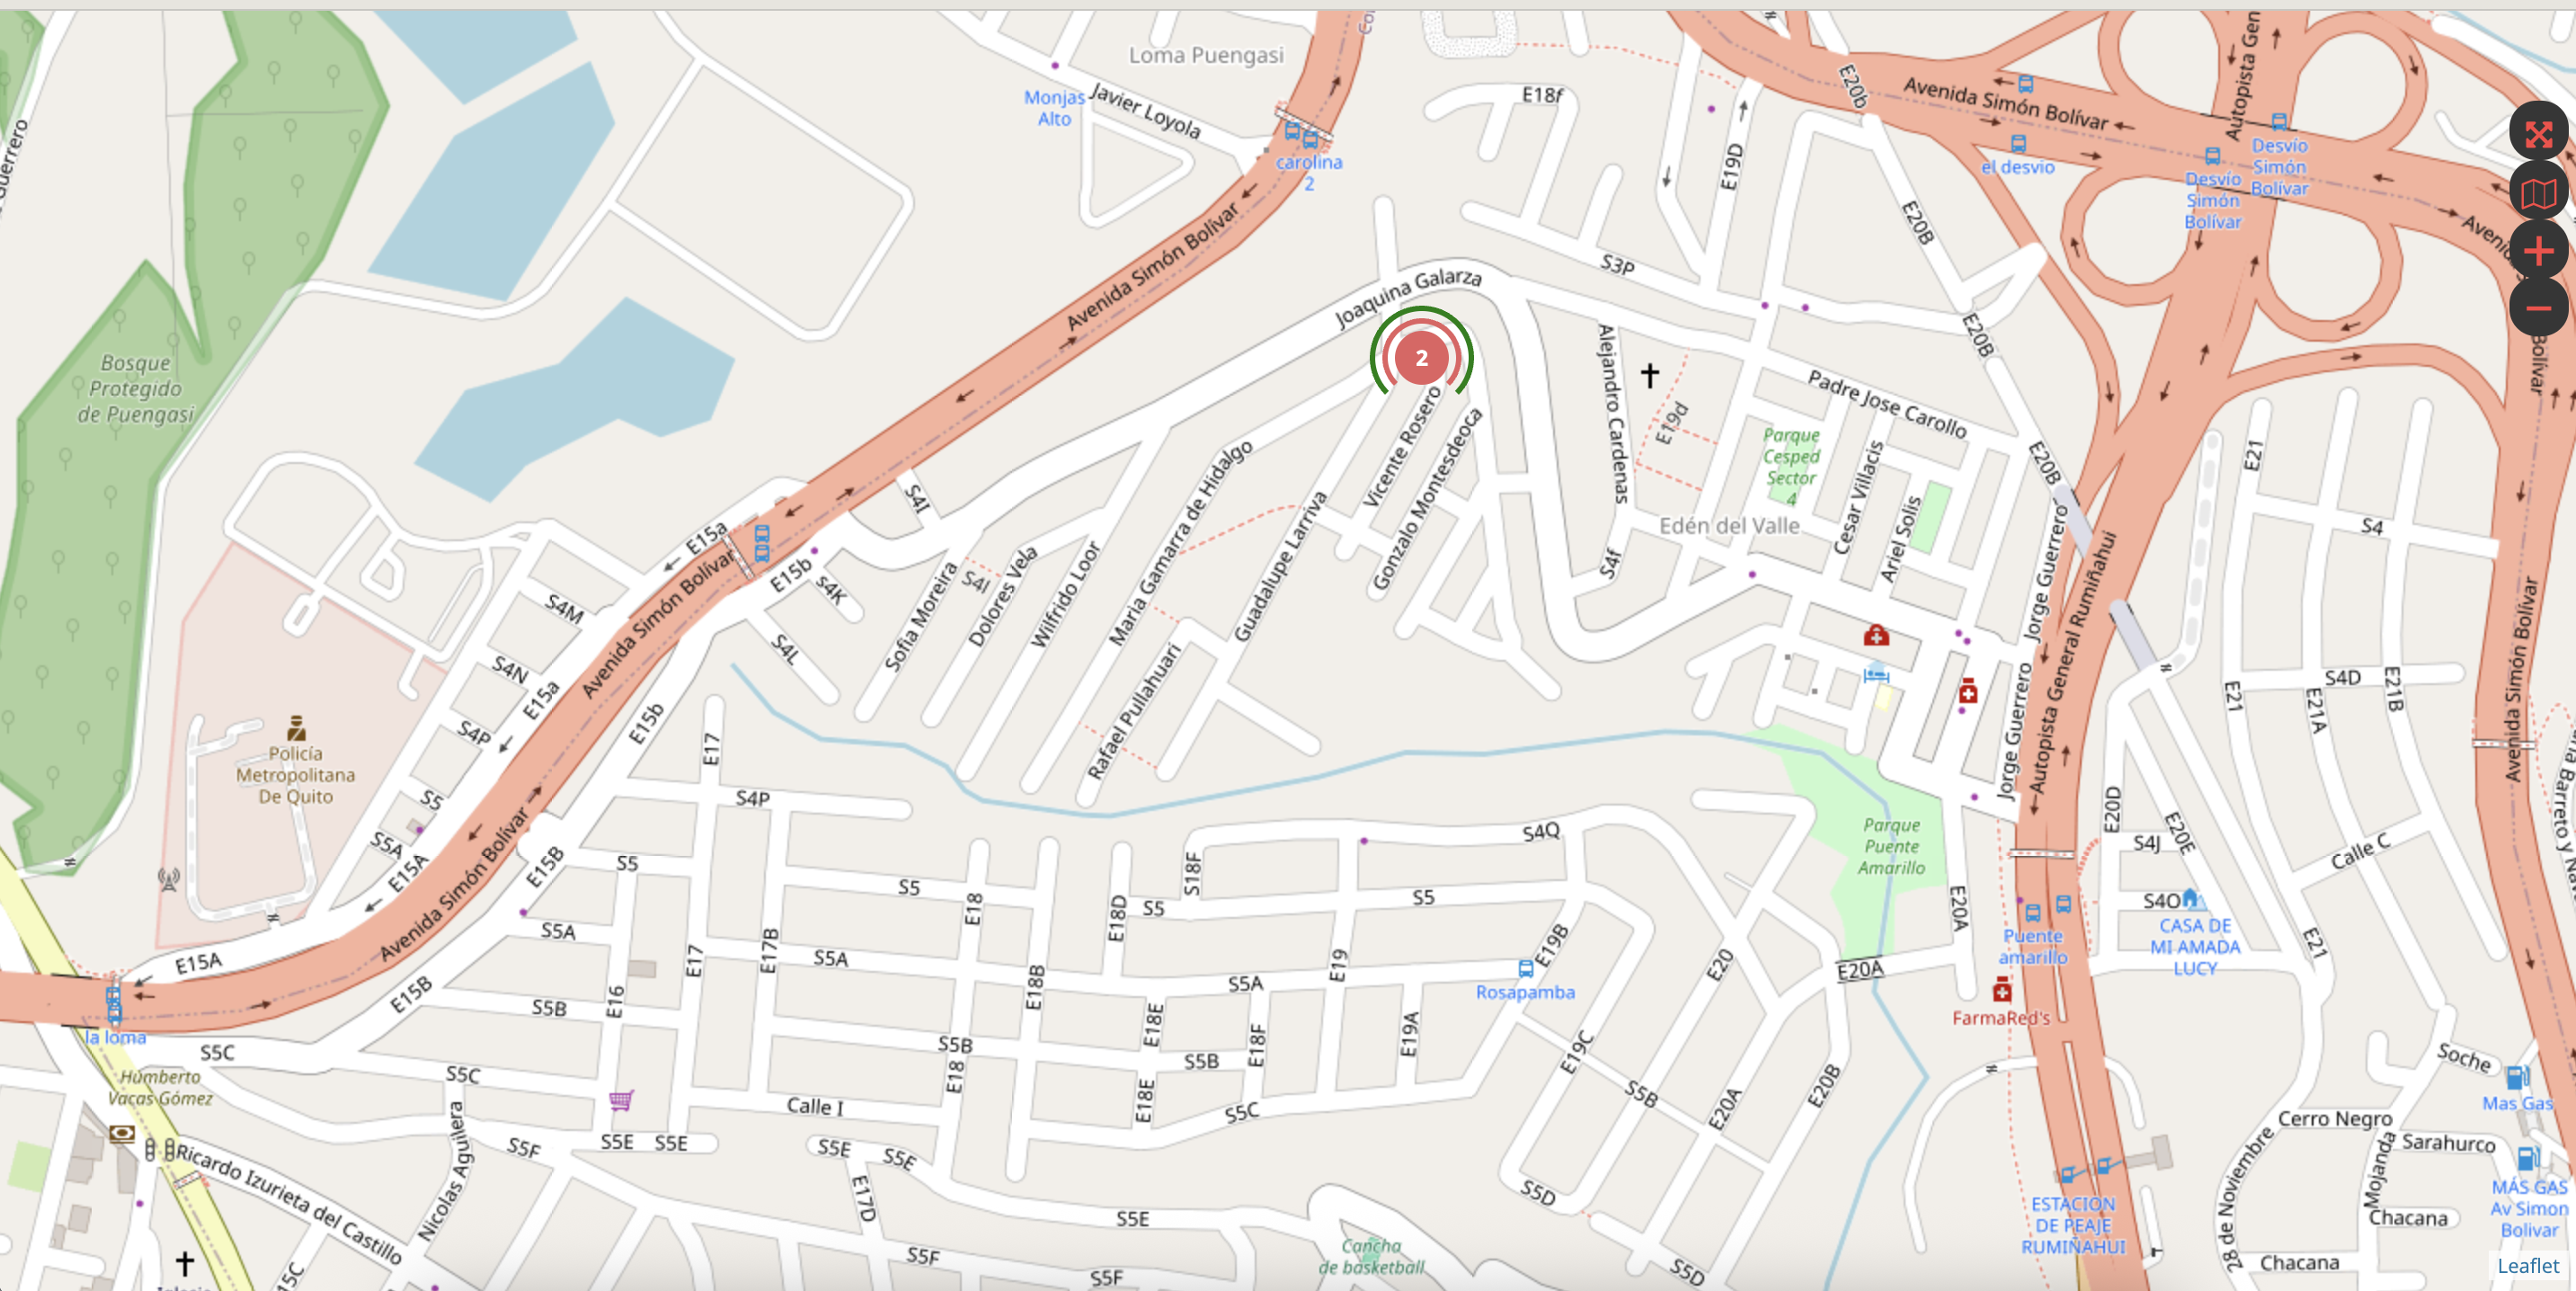 Loma Puengasi
Monjas
Alto
Javier Loyola
carolina
2
E18f
E19D
E20b
Avenida Simón Bolívar
Autopista Gen
el desvio
Desvío
Simón
Bolívar
Desvío
Simón
Bolívar
Guerrero
E20B
S3P
Avenida Simón Bolívar
Joaquina Galarza
E20B
2
Bosque
Protegido
de Puengasi
Alejandro Cardenas
E19d
Padre Jose Carollo
Parque
Cesped
Sector
4
Vicente Rosero
Gonzalo Montesdeoca
Maria Gamarra de Hidalgo
Guadalupe Larriva
Edén del Valle
Cesar Villacis
Ariel Solis
E20B
E21
S4
Bolívar
S4I
E15a
E15b
S4K
S4L
Sofia Moreira
S4I
Dolores Vela
Wilfrido Loor
S4f
Jorge Guerrero
Autopista General Rumiñahui
S4M
S4N
S4P
S5
S5A
E15a
Avenida Simón Bolívar
E15b
Rafael Pullahuari
Jorge Guerrero
E21
S4D
E21A
E21B
Avenida Simón Bolívar
Policía
Metropolitana
De Quito
E17
S4P
S4Q
S18F
Parque
Puente
Amarillo
E20D
E20E
S4J
S4O
Calle C
CASA DE
MI AMADA
LUCY
E15A
Avenida Simón Bolívar
E15B
S5
S5
E18
E18D
S5
S5
E20A
Puente
amarillo
E21
E15A
S5A
E17
E17B
S5A
E18B
S5A
E19
E19B
Rosapamba
E20
E20A
FarmaRed's
E15B
S5B
E16
S5B
E18
E18E
S5B
E18F
E19A
E19C
S5B
E20A
E20B
la loma
S5C
S5C
Humberto
Vacas Gómez
Calle I
E18E
S5C
Soche
Mas Gas
Cerro Negro
Sarahurco
Mojanda
28 de Noviembre
Chacana
Chacana
MÁS GAS
Av Simon
Bolivar
Ricardo Izurieta del Castillo
Nicolas Aguilera
S5F
S5E
S5E
S5E
S5E
E17D
S5E
S5F
S5F
S5D
S5D
Cancha
de basketball
ESTACION
DE PEAJE
RUMIÑAHUI
15C
Leaflet